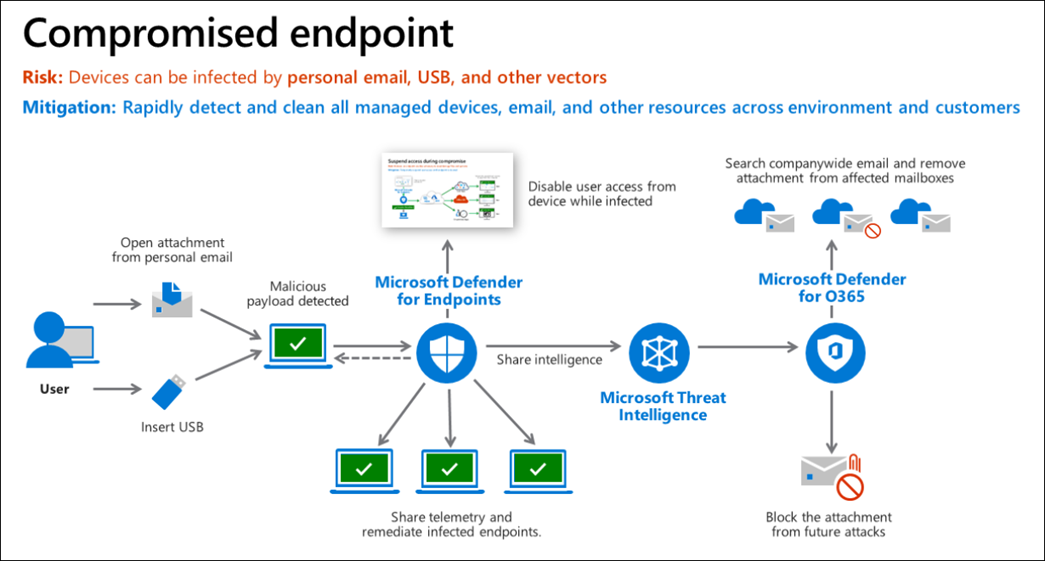 Compromised endpoint
Risk: Devices can be infected by personal email, USB, and other vectors
Mitigation: Rapidly detect and clean all managed devices, email, and other resources across environment and customers
Suspend access during compromise
Disable user access from
device while infected
Search companywide email and remove
attachment from affected mailboxes
Open attachment
from personal email
Malicious
payload detected
Microsoft Defender
for Endpoints
Microsoft Defender
for O365
User
Insert USB
Share intelligence
Microsoft Threat
Intelligence
Share telemetry and
remediate infected endpoints.
Block the attachment
from future attacks